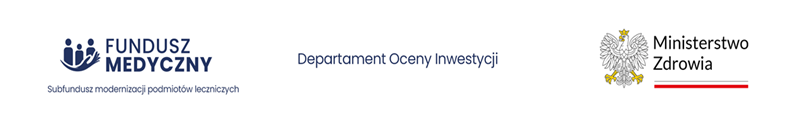 FUNDUSZ
MEDYCZNY
Subfundusz modernizacji podmiotów leczniczych
Departament Oceny Inwestycji
Ministerstwo
Zdrowia